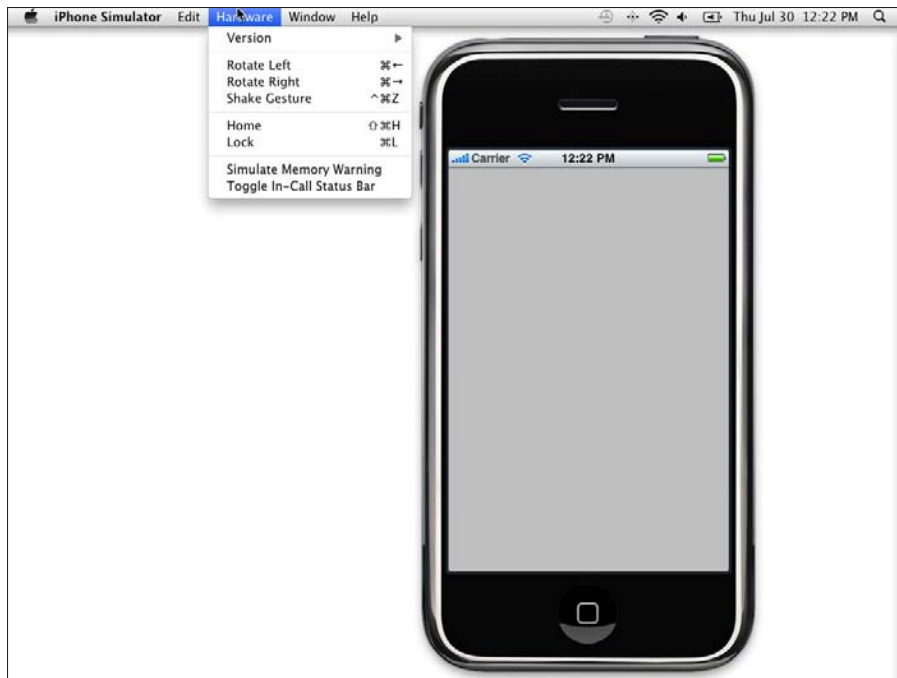 iPhone Simulator Edit Hardware Window Help Thu Jul 30 12:22 PM
Version ▶
Rotate Left ⌘←
Rotate Right ⌘→
Shake Gesture ^⌘Z
Home ⇧⌘H
Lock ⌘L
Simulate Memory Warning
Toggle In-Call Status Bar
Carrier 12:22 PM